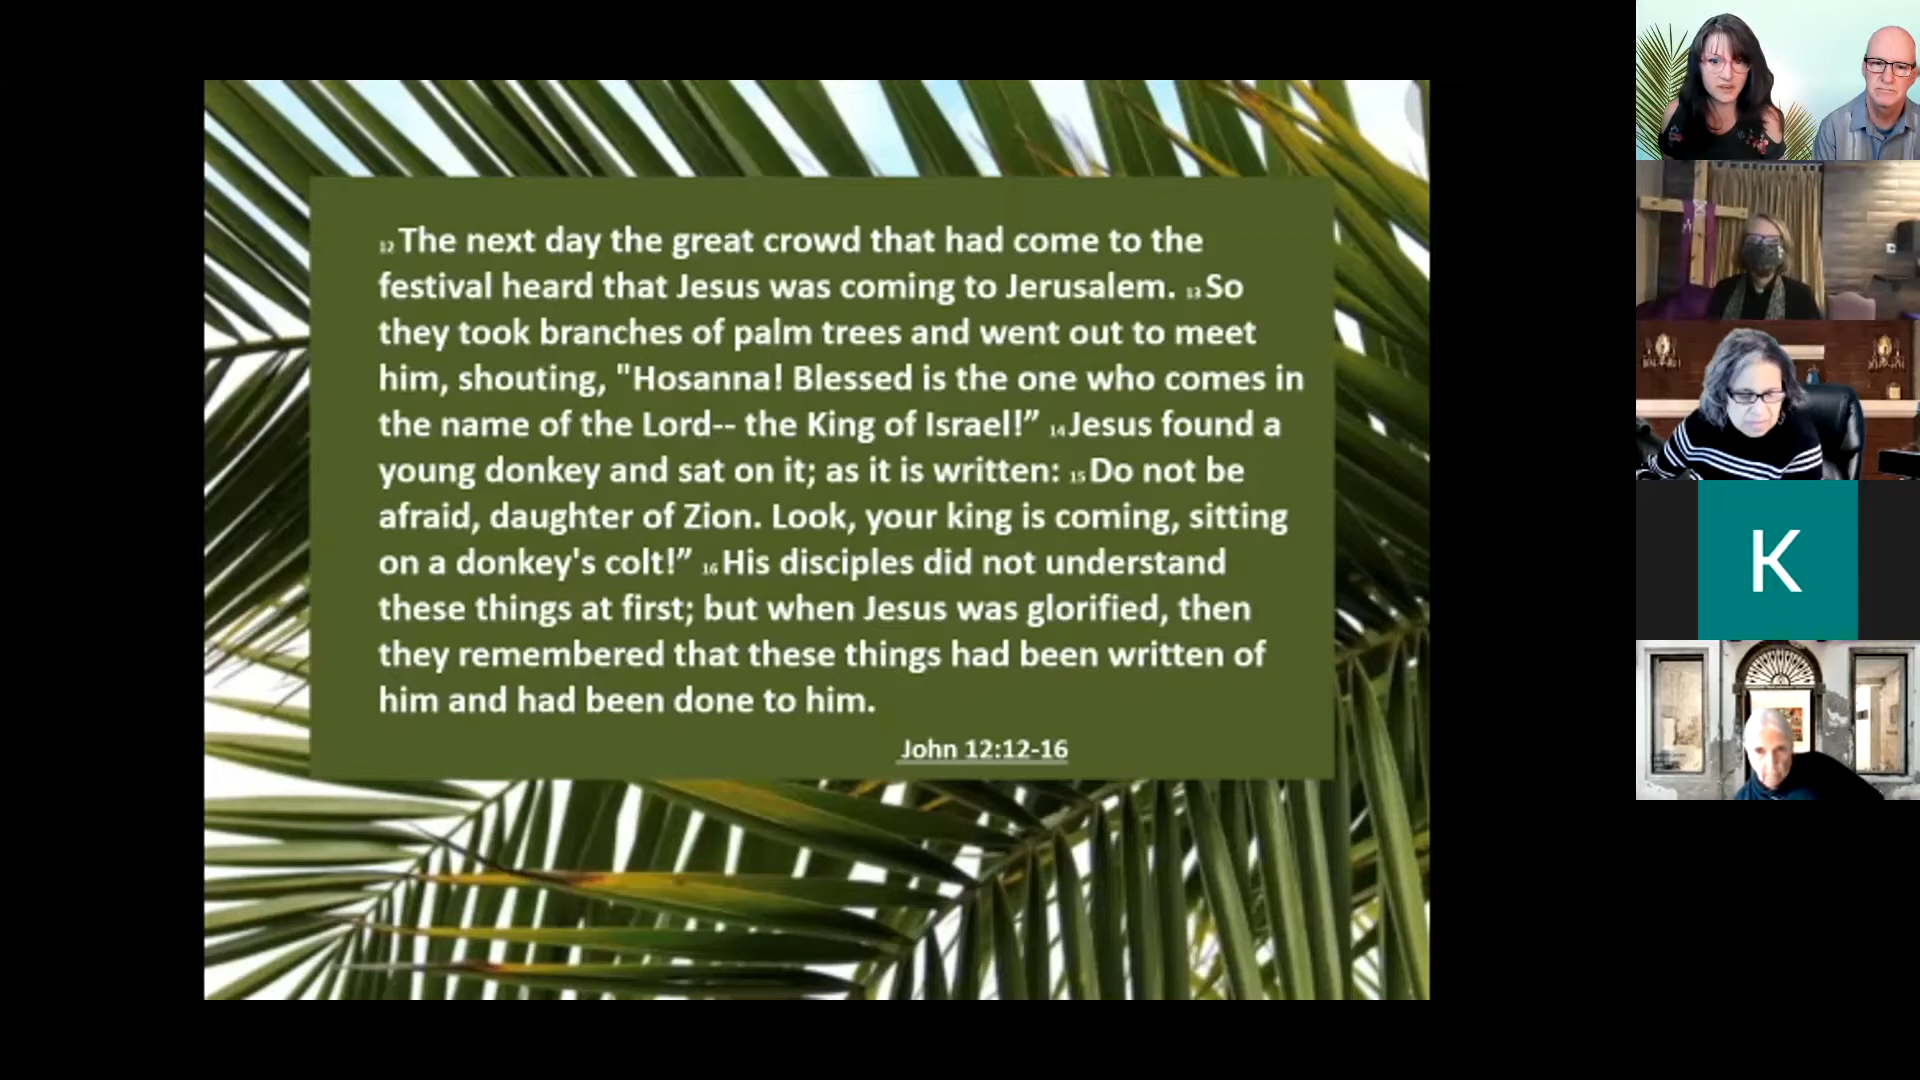 12 The next day the great crowd that had come to the
festival heard that Jesus was coming to Jerusalem. 13 So
they took branches of palm trees and went out to meet
him, shouting, "Hosanna! Blessed is the one who comes in
the name of the Lord-- the King of Israel!” 14 Jesus found a
young donkey and sat on it; as it is written: 15 Do not be
afraid, daughter of Zion. Look, your king is coming, sitting
on a donkey's colt!” 16 His disciples did not understand
these things at first; but when Jesus was glorified, then
they remembered that these things had been written of
him and had been done to him.
John 12:12-16
K